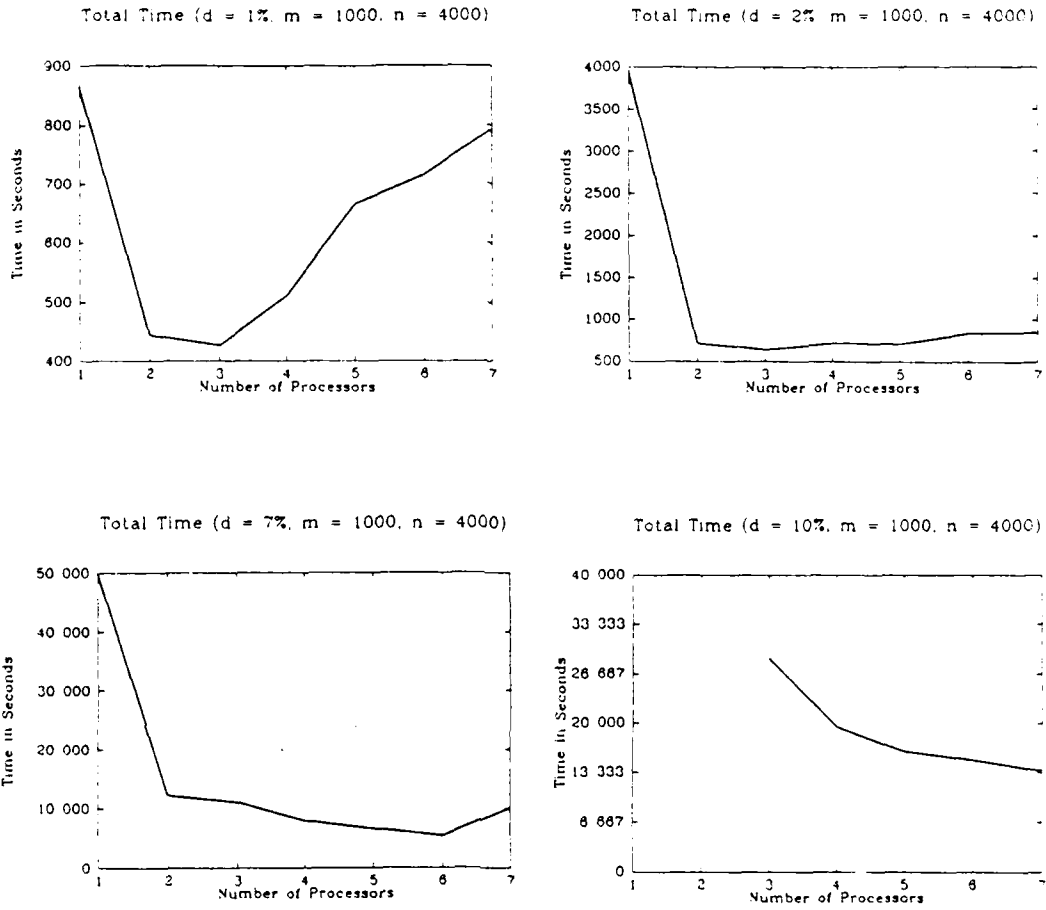 Total Time (d = 1%, m = 1000, n = 4000)
900
800
700
600
500
400
Time in Seconds
1 2 3 4 5 6 7
Number of Processors
Total Time (d = 2%, m = 1000, n = 4000)
4000
3500
3000
2500
2000
1500
1000
500
Time in Seconds
1 2 3 4 5 6 7
Number of Processors
Total Time (d = 7%, m = 1000, n = 4000)
50 000
40 000
30 000
20 000
10 000
0
Time in Seconds
1 2 3 4 5 6 7
Number of Processors
Total Time (d = 10%, m = 1000, n = 4000)
40 000
33 333
26 667
20 000
13 333
6 667
0
Time in Seconds
1 2 3 4 5 6 7
Number of Processors